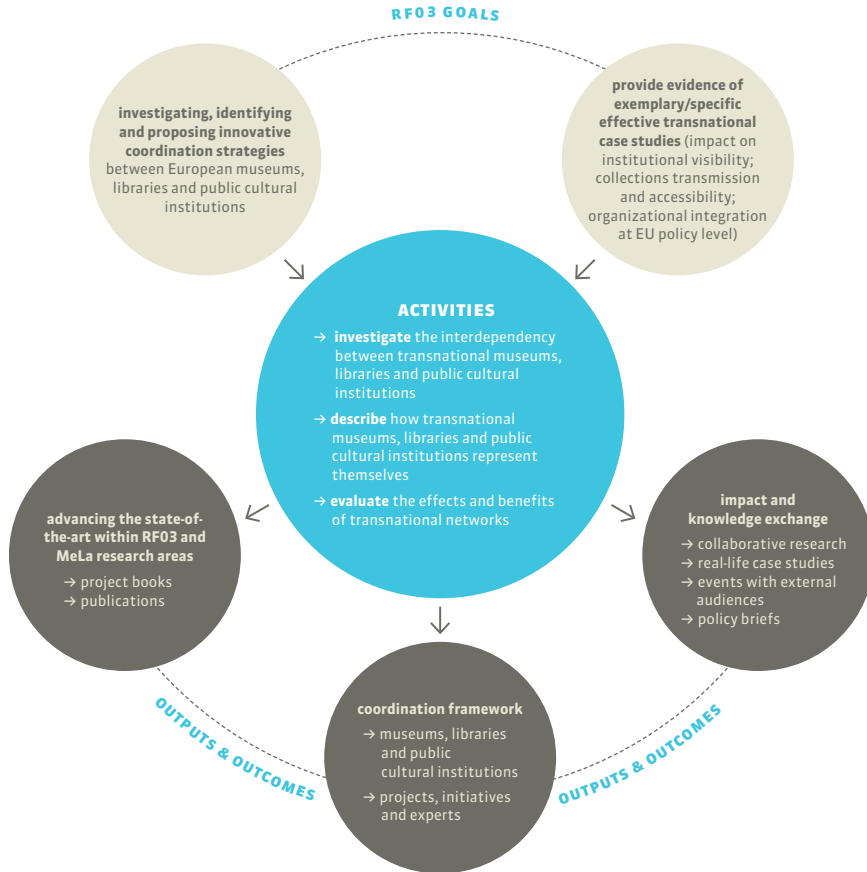 RF03 GOALS
investigating, identifying
and proposing innovative
coordination strategies
between European museums,
libraries and public cultural
institutions
provide evidence of
exemplary/specific
effective transnational
case studies (impact on
institutional visibility;
collections transmission
and accessibility;
organizational integration
at EU policy level)
ACTIVITIES
→ investigate the interdependency
between transnational museums,
libraries and public cultural
institutions
→ describe how transnational
museums, libraries and public
cultural institutions represent
themselves
→ evaluate the effects and benefits
of transnational networks
advancing the state-of-
the-art within RF03 and
MeLa research areas
→ project books
→ publications
impact and
knowledge exchange
→ collaborative research
→ real-life case studies
→ events with external
audiences
→ policy briefs
coordination framework
→ museums, libraries
and public
cultural institutions
→ projects, initiatives
and experts
OUTPUTS & OUTCOMES
OUTPUTS & OUTCOMES